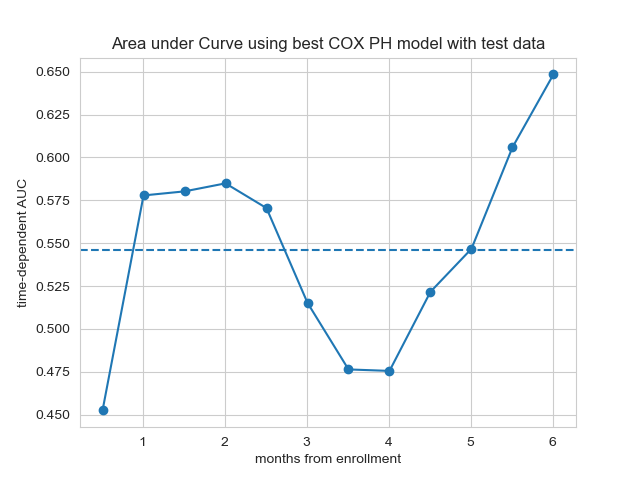 Area under Curve using best COX PH model with test data
time-dependent AUC
0.650
0.625
0.600
0.575
0.550
0.525
0.500
0.475
0.450
1 2 3 4 5 6
months from enrollment